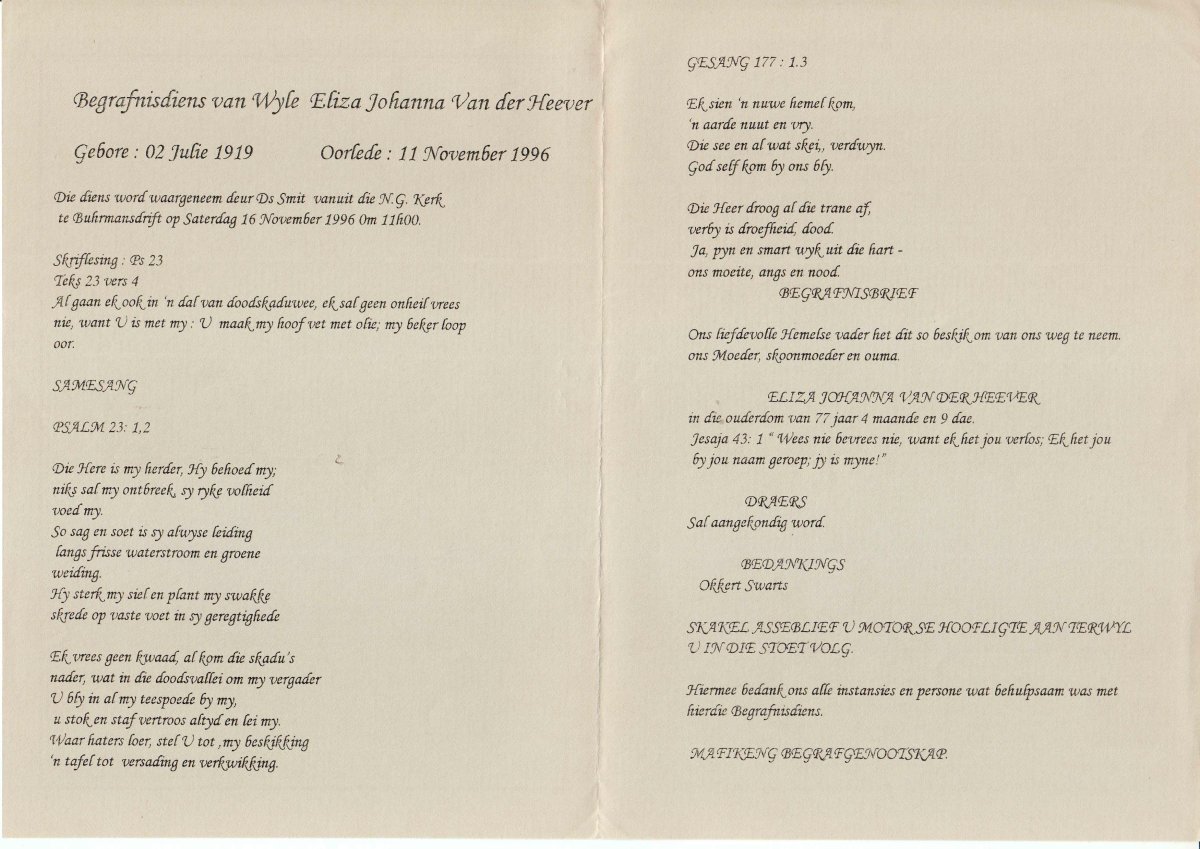 Begrafnisdiens van Wyle Eliza Johanna Van der Heever
Gebore : 02 Julie 1919 Oorlede : 11 November 1996
Die diens word waargeneem deur Ds Smit vanuit die N.G. Kerk
te Buhrmansdrift op Saterdag 16 November 1996 0m 11h00.
Skriflesing : Ps 23
Teks 23 vers 4
Al gaan ek ook in 'n dal van doodskaduwee, ek sal geen onheil vrees
nie, want U is met my : U maak my hoof vet met olie; my beker loop
oor.
SAMESANG
PSALM 23: 1,2
Die Here is my herder, Hy behoed my;
niks sal my ontbreek, sy ryke volheid
voed my.
So sag en soet is sy alwyse leiding
langs frisse waterstroom en groene
weiding.
Hy sterk my siel en plant my swakke
skrede op vaste voet in sy geregtighede
Ek vrees geen kwaad, al kom die skadu's
nader, wat in die doodsvallei om my vergader
U bly in al my teespoede by my,
u stok en staf vertroos altyd en lei my.
Waar haters loer, stel U tot ,my beskikking
'n tafel tot versading en verkwikking.
GESANG 177 : 1.3
Ek sien 'n nuwe hemel kom,
'n aarde nuut en vry.
Die see en al wat skei,, verdwyn.
God self kom by ons bly.
Die Heer droog al die trane af,
verby is droefheid, dood.
Ja, pyn en smart wyk uit die hart -
ons moeite, angs en nood.
BEGRAFNISBRIEF
Ons liefdevolle Hemelse vader het dit so beskik om van ons weg te neem.
ons Moeder, skoonmoeder en ouma.
ELIZA JOHANNA VAN DER HEEVER
in die ouderdom van 77 jaar 4 maande en 9 dae.
Jesaja 43: 1 " Wees nie bevrees nie, want ek het jou verlos; Ek het jou
by jou naam geroep; jy is myne!"
DRAERS
Sal aangekondig word.
BEDANKINGS
Okkert Swarts
SKAKEL ASSEBLIEF U MOTOR SE HOOFLIGTE AAN TERWYL
U IN DIE STOET VOLG.
Hiermee bedank ons alle instansies en persone wat behulpsaam was met
hierdie Begrafnisdiens.
MAFIKENG BEGRAFGENOOTSKAP.